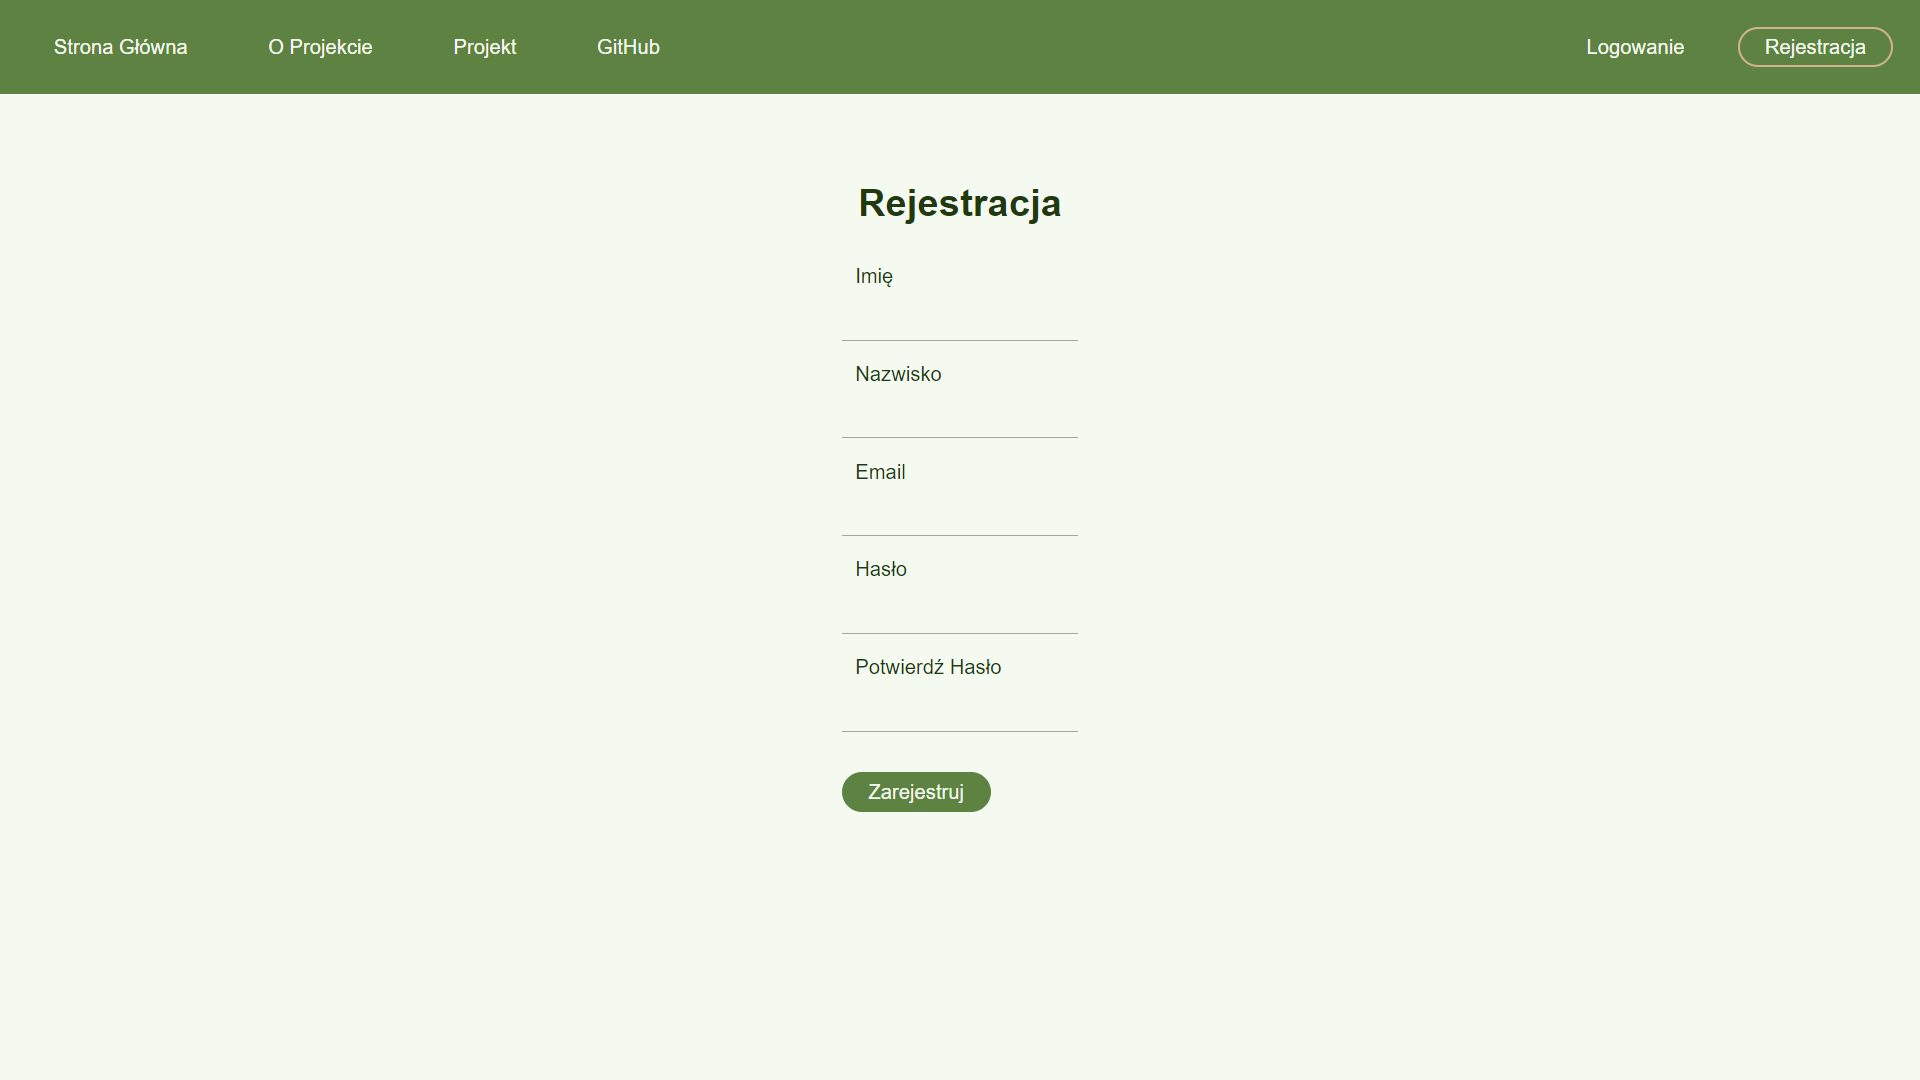 Strona Główna O Projekcie Projekt GitHub Logowanie Rejestracja
Rejestracja
Imię
Nazwisko
Email
Hasło
Potwierdź Hasło
Zarejestruj